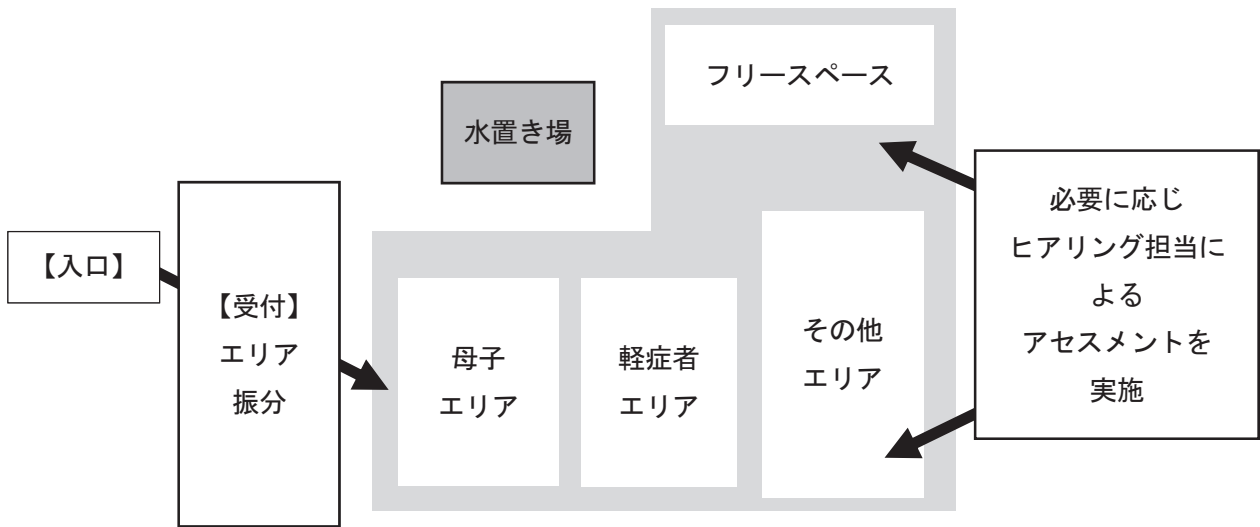 フリースペース
水置き場
【入口】
【受付】
エリア
振分
母子
エリア
軽症者
エリア
その他
エリア
必要に応じ
ヒアリング担当に
よる
アセスメントを
実施